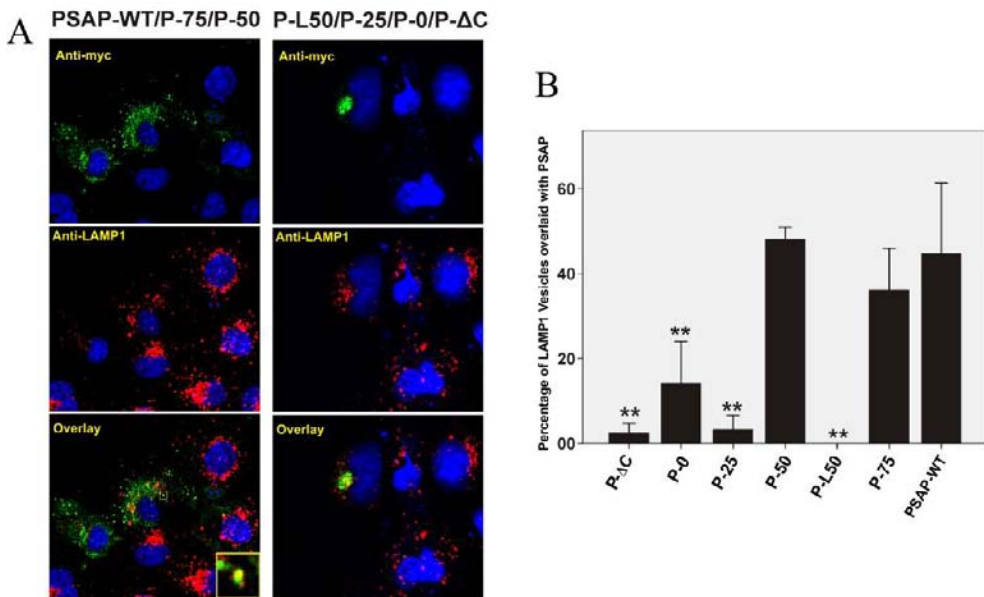 A
PSAP-WT/P-75/P-50
P-L50/P-25/P-0/P-ΔC
Anti-myc
Anti-myc
Anti-LAMP1
Anti-LAMP1
Overlay
Overlay
B
Percentage of LAMP1 Vesicles overlaid with PSAP
60
40
20
00
**
**
**
**
P-ΔC
P-0
P-25
P-50
P-L50
P-75
PSAP-WT